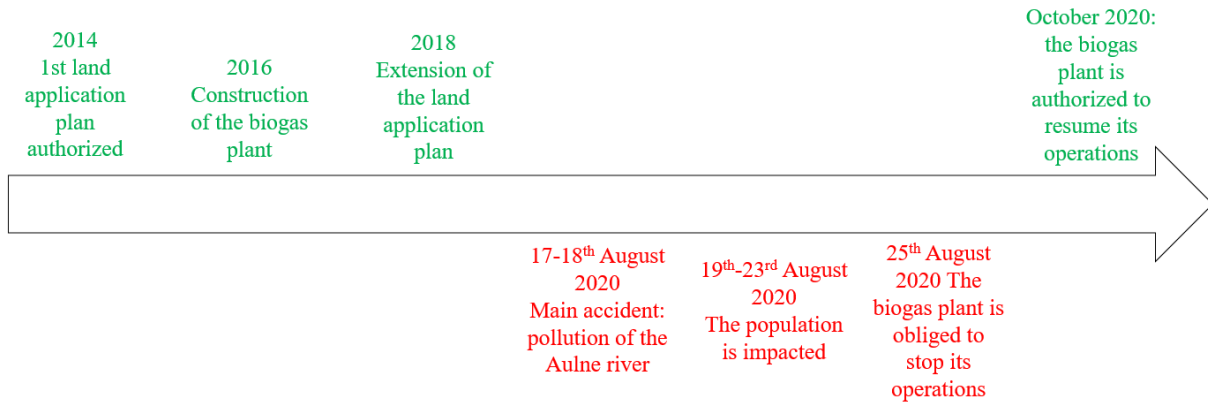 2014
1st land
application
plan
authorized
2016
Construction
of the biogas
plant
2018
Extension of
the land
application
plan
October 2020:
the biogas
plant is
authorized to
resume its
operations
17-18th August
2020
Main accident:
pollution of the
Aulne river
19th-23rd August
2020
The population
is impacted
25th August
2020 The
biogas plant is
obliged to
stop its
operations